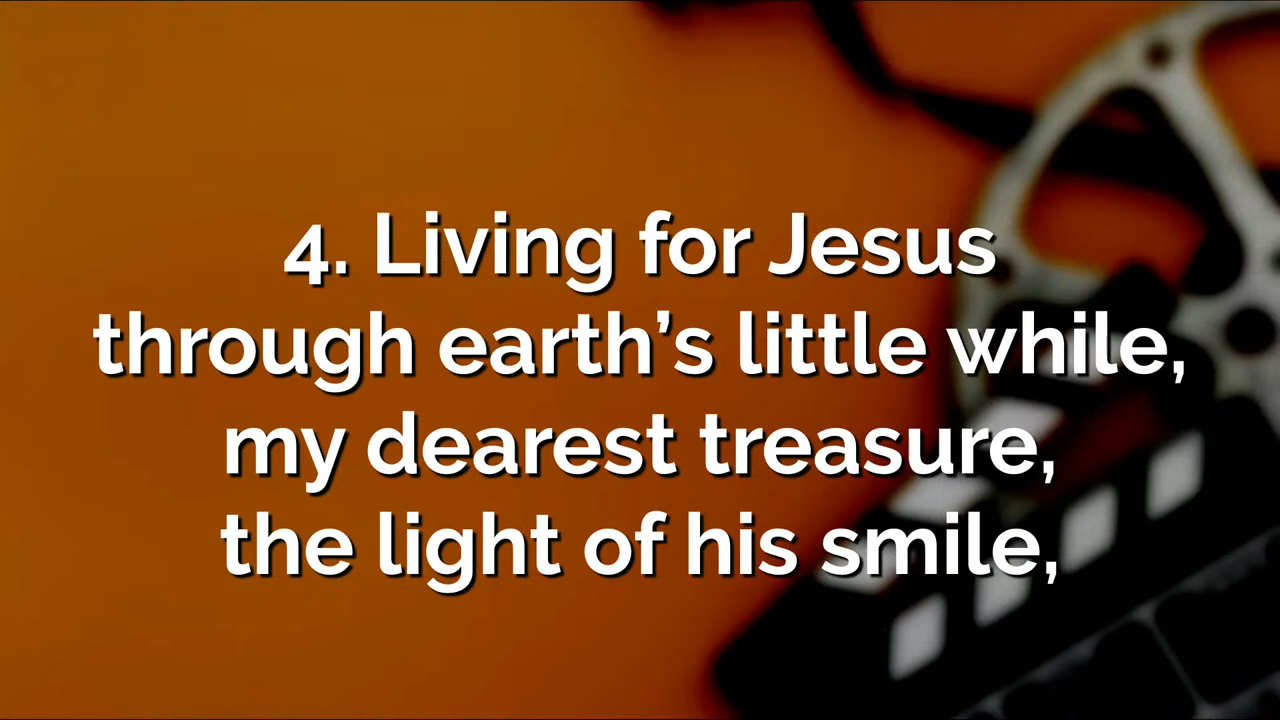 4. Living for Jesus
through earth’s little while,
my dearest treasure,
the light of his smile,